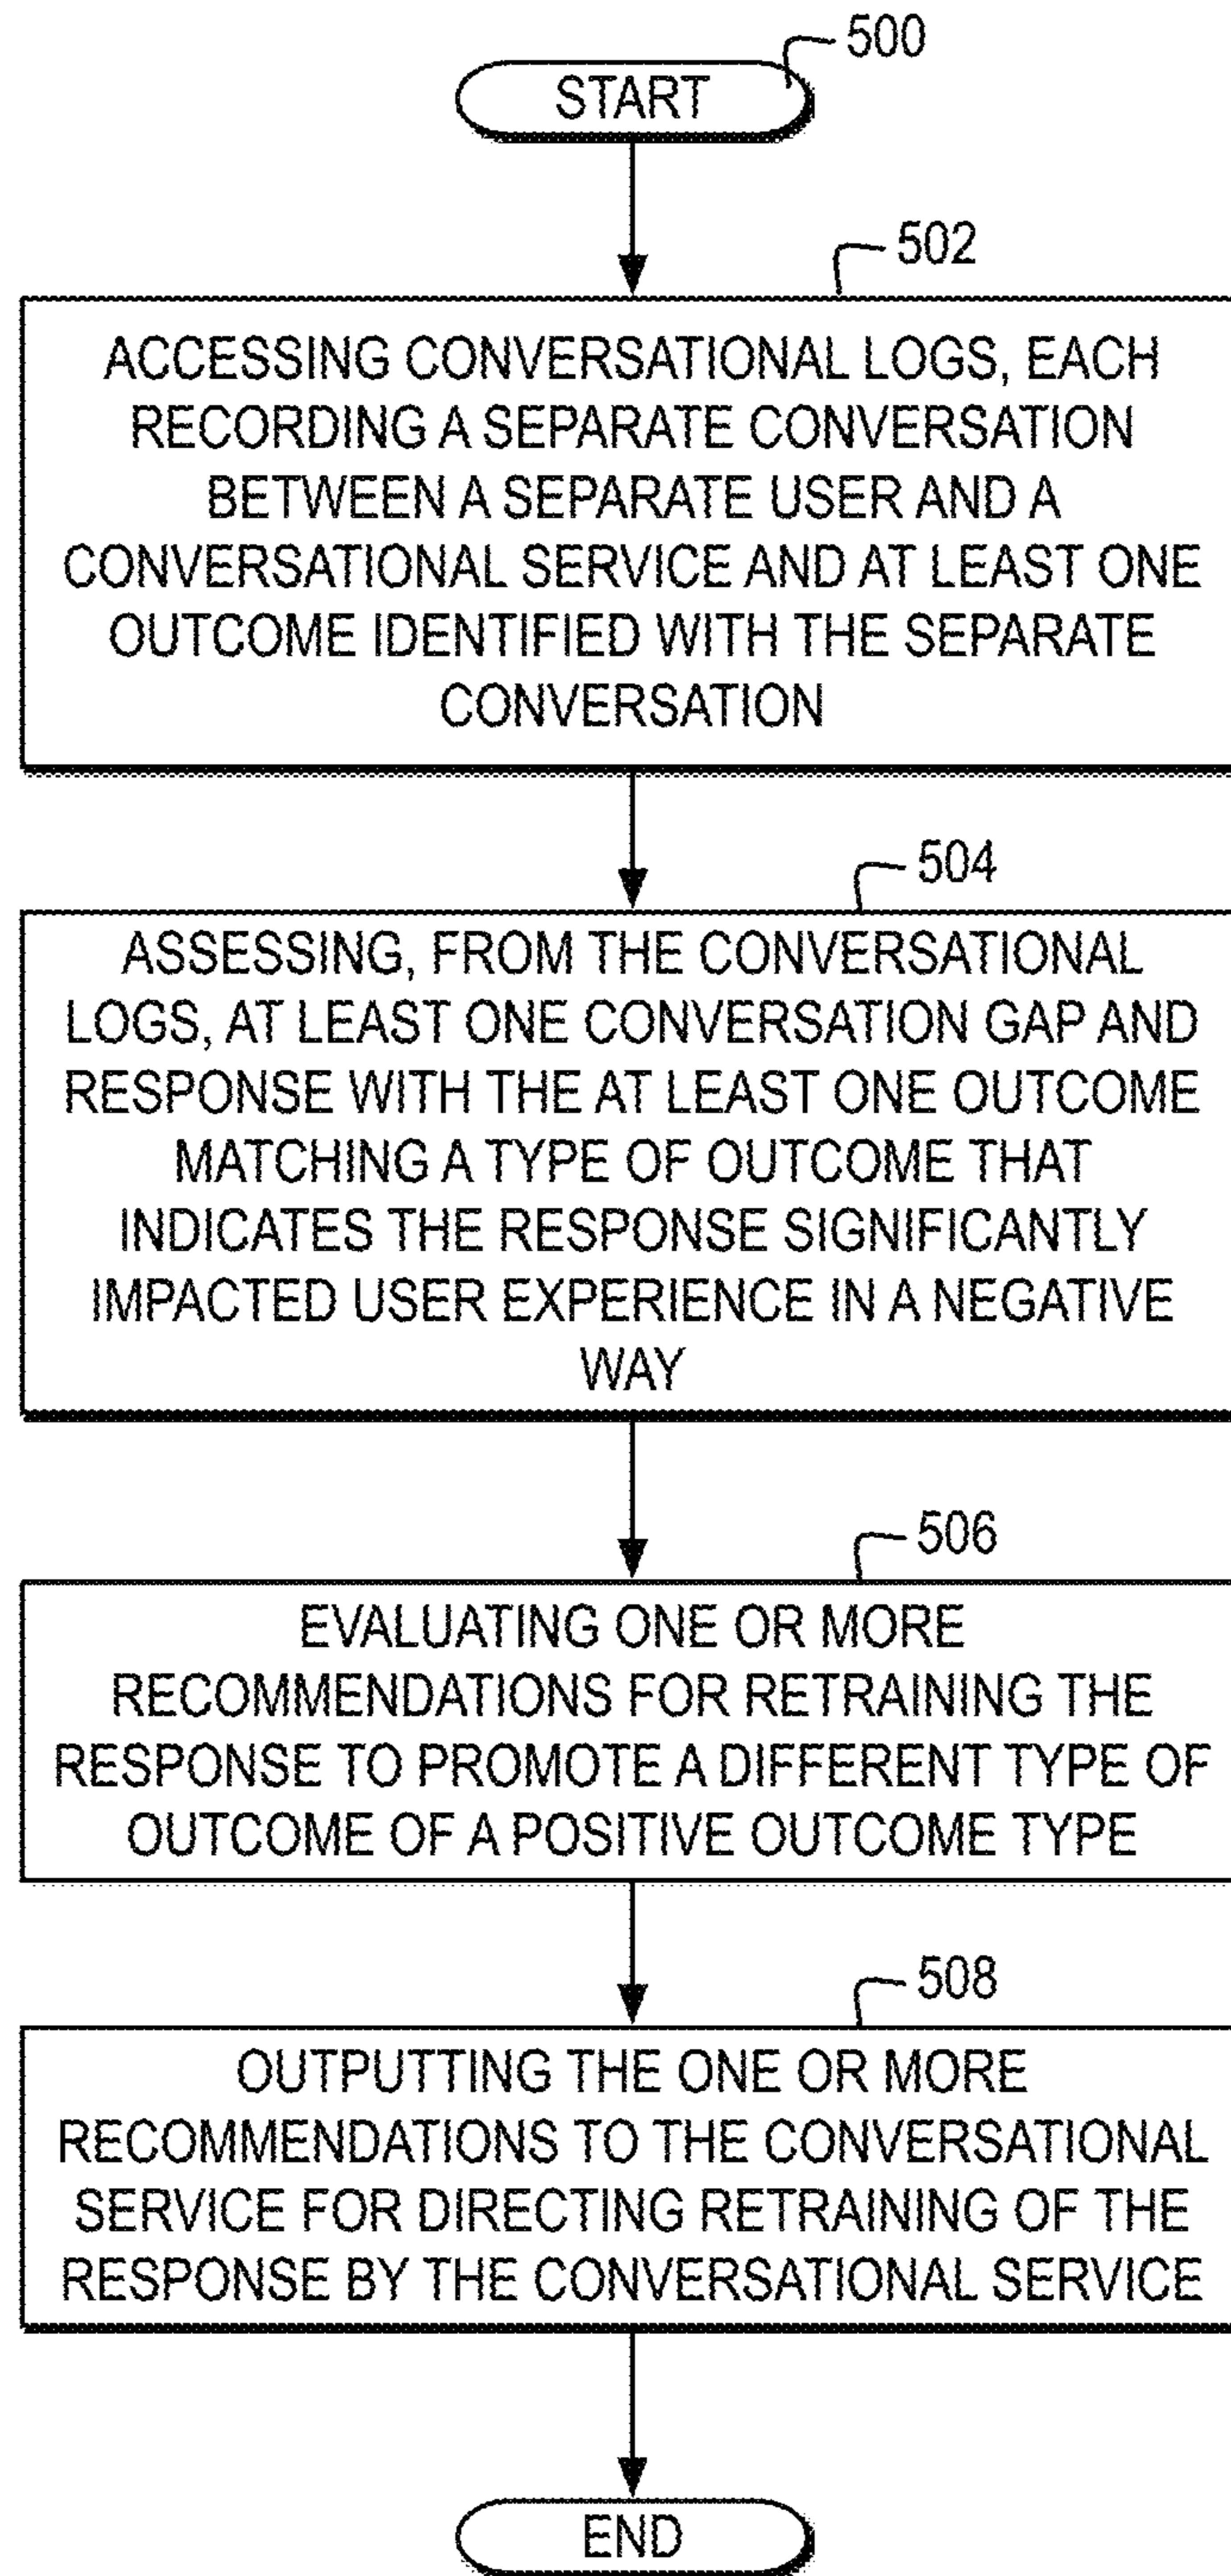 500
START
502
ACCESSING CONVERSATIONAL LOGS, EACH
RECORDING A SEPARATE CONVERSATION
BETWEEN A SEPARATE USER AND A
CONVERSATIONAL SERVICE AND AT LEAST ONE
OUTCOME IDENTIFIED WITH THE SEPARATE
CONVERSATION
504
ASSESSING, FROM THE CONVERSATIONAL
LOGS, AT LEAST ONE CONVERSATION GAP AND
RESPONSE WITH THE AT LEAST ONE OUTCOME
MATCHING A TYPE OF OUTCOME THAT
INDICATES THE RESPONSE SIGNIFICANTLY
IMPACTED USER EXPERIENCE IN A NEGATIVE
WAY
506
EVALUATING ONE OR MORE
RECOMMENDATIONS FOR RETRAINING THE
RESPONSE TO PROMOTE A DIFFERENT TYPE OF
OUTCOME OF A POSITIVE OUTCOME TYPE
508
OUTPUTTING THE ONE OR MORE
RECOMMENDATIONS TO THE CONVERSATIONAL
SERVICE FOR DIRECTING RETRAINING OF THE
RESPONSE BY THE CONVERSATIONAL SERVICE
END